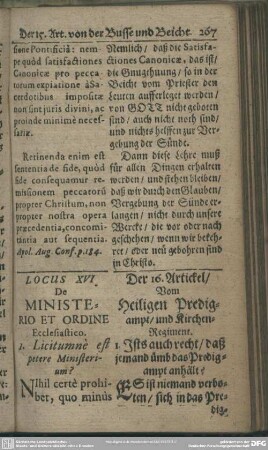 Der 15. Art. von der Busse und Beicht. 267
sione Pontificiâ: nem-
pe quòd satisfactiones
Canonicæ pro pecca-
torum expiatione à Sa-
cerdotibus impositæ
non sint juris divini, ac
proinde minimè neces-
sariæ.
Retinenda enim est
sententia de fide, quòd
fide consequamur re-
missionem peccatorũ
propter Christum, non
propter nostra opera
præcedentia, concomi-
tantia aut sequentia.
Apol. Aug. Conf. p. 184.
Nemlich/ daß die Satisfa-
ctiones Canonicæ, das ist/
die Gnugthuung/ so in der
Beicht vom Priester den
Leuten aufferleget werden/
von GOTT nicht geboten
sind/ auch nicht noth sind/
und nichts helffen zur Ver-
gebung der Sünde.
Dann diese Lehre muß
für allen Dingen erhalten
werden/ und stehen bleiben/
daß wir durch den Glauben/
Vergebung der Sünde er-
langen/ nicht durch unsere
Wercke/ die vor oder nach
geschehen/ wenn wir bekeh-
ret/ oder neu geboren sind
in Christo.
LOCUS XVI.
De
MINISTE-
RIO ET ORDINE
Ecclesiastico.
1. Licitumnè est
petere Ministeri-
um?
NIhil certè prohi-
bet, quo minùs
Der 16. Artickel/
Vom
Heiligen Predig-
ampt/ und Kirchen-
Regiment.
1. Ists auch recht/ daß
jemand ümb das Predig-
ampt anhält?
ES ist niemand verbo-
ten/ sich in das Pre-
dig-